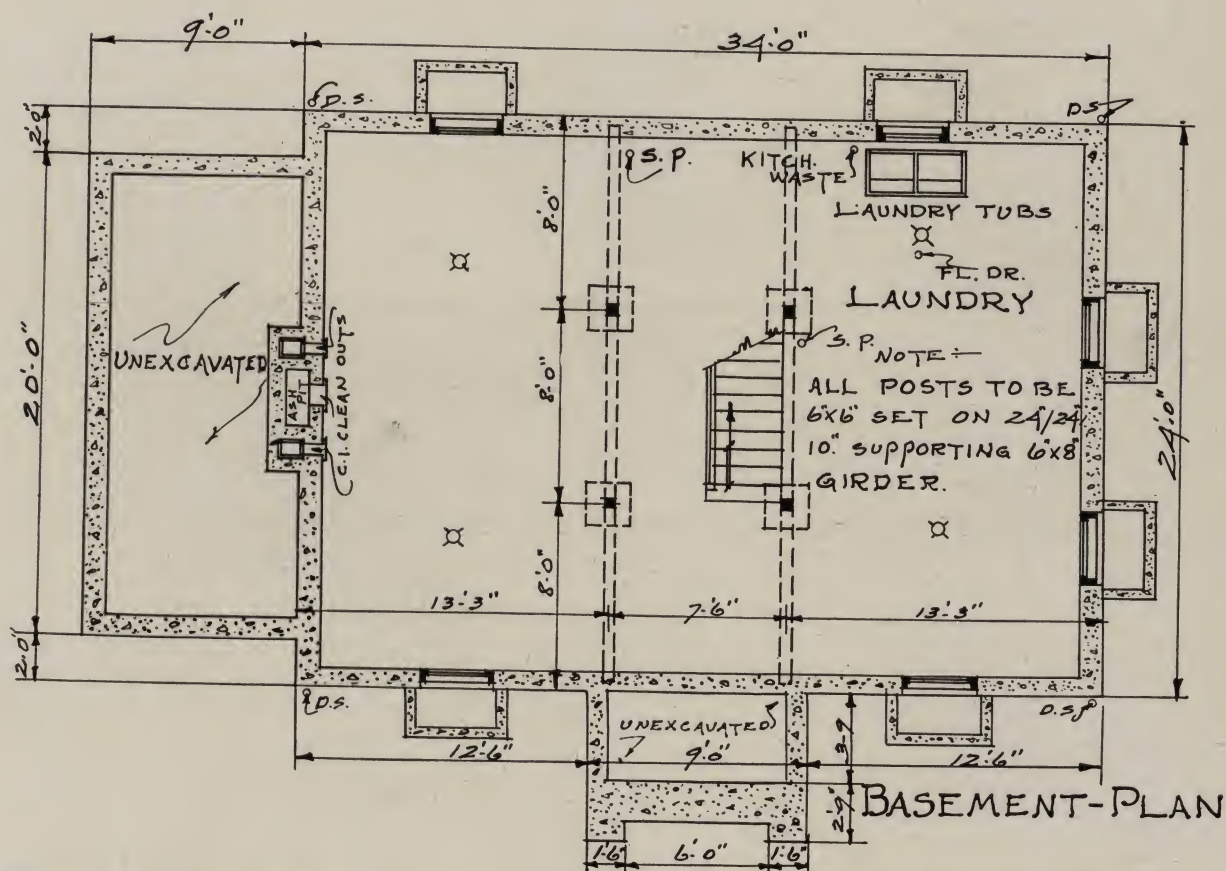 9'-0"
34'-0"
2'-0"
D.S.
D.S.
S. P.
KITCH.
WASTE
LAUNDRY TUBS
8'-0"
FL. DR.
LAUNDRY
UNEXCAVATED
C.I. CLEAN OUTS
ASH
PIT
20'-0"
8'-0"
S. P.
NOTE:-
ALL POSTS TO BE
6"X6" SET ON 24"/24"
10" SUPPORTING 6"X8"
GIRDER.
24'-0"
8'-0"
13'-3"
7'-6"
13'-3"
2'-0"
D.S.
D.S.
UNEXCAVATED
12'-6"
9'-0"
12'-6"
3-9
2'-9"
BASEMENT-PLAN
1'-6"
6'-0"
1'-6"